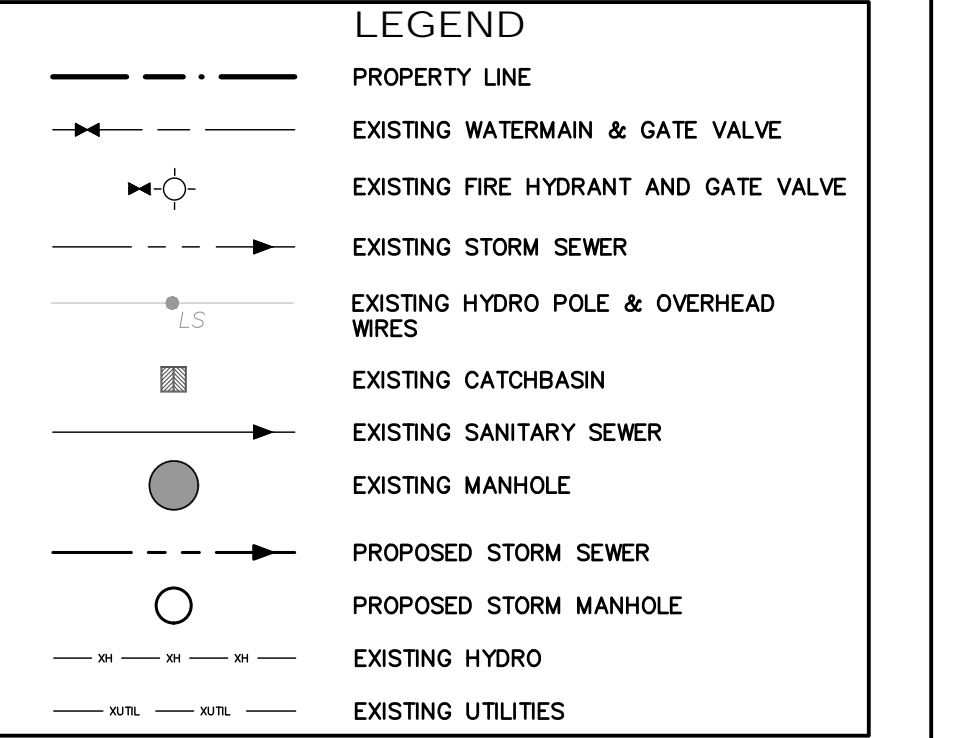 LEGEND
PROPERTY LINE
EXISTING WATERMAIN & GATE VALVE
EXISTING FIRE HYDRANT AND GATE VALVE
EXISTING STORM SEWER
LS
EXISTING HYDRO POLE & OVERHEAD
WIRES
EXISTING CATCHBASIN
EXISTING SANITARY SEWER
EXISTING MANHOLE
PROPOSED STORM SEWER
PROPOSED STORM MANHOLE
XH XH XH EXISTING HYDRO
XUTIL XUTIL EXISTING UTILITIES